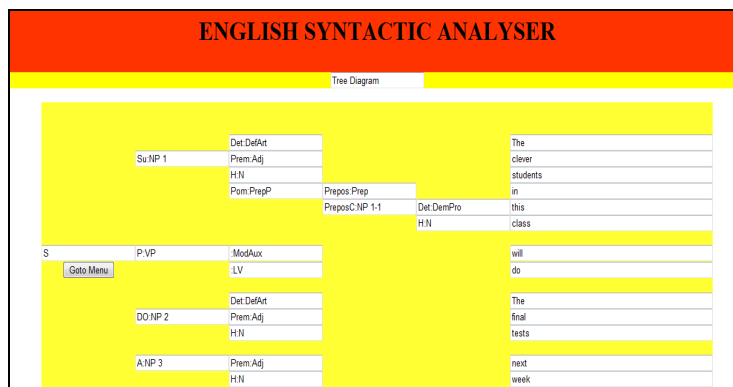 ENGLISH SYNTACTIC ANALYSER
Tree Diagram
Det:DefArt The
Su:NP 1 Prem:Adj clever
H:N students
Pom:PrepP Prepos:Prep in
PreposC:NP 1-1 Det:DemPro this
H:N class
S P:VP :ModAux will
Goto Menu :LV do
Det:DefArt The
DO:NP 2 Prem:Adj final
H:N tests
A:NP 3 Prem:Adj next
H:N week